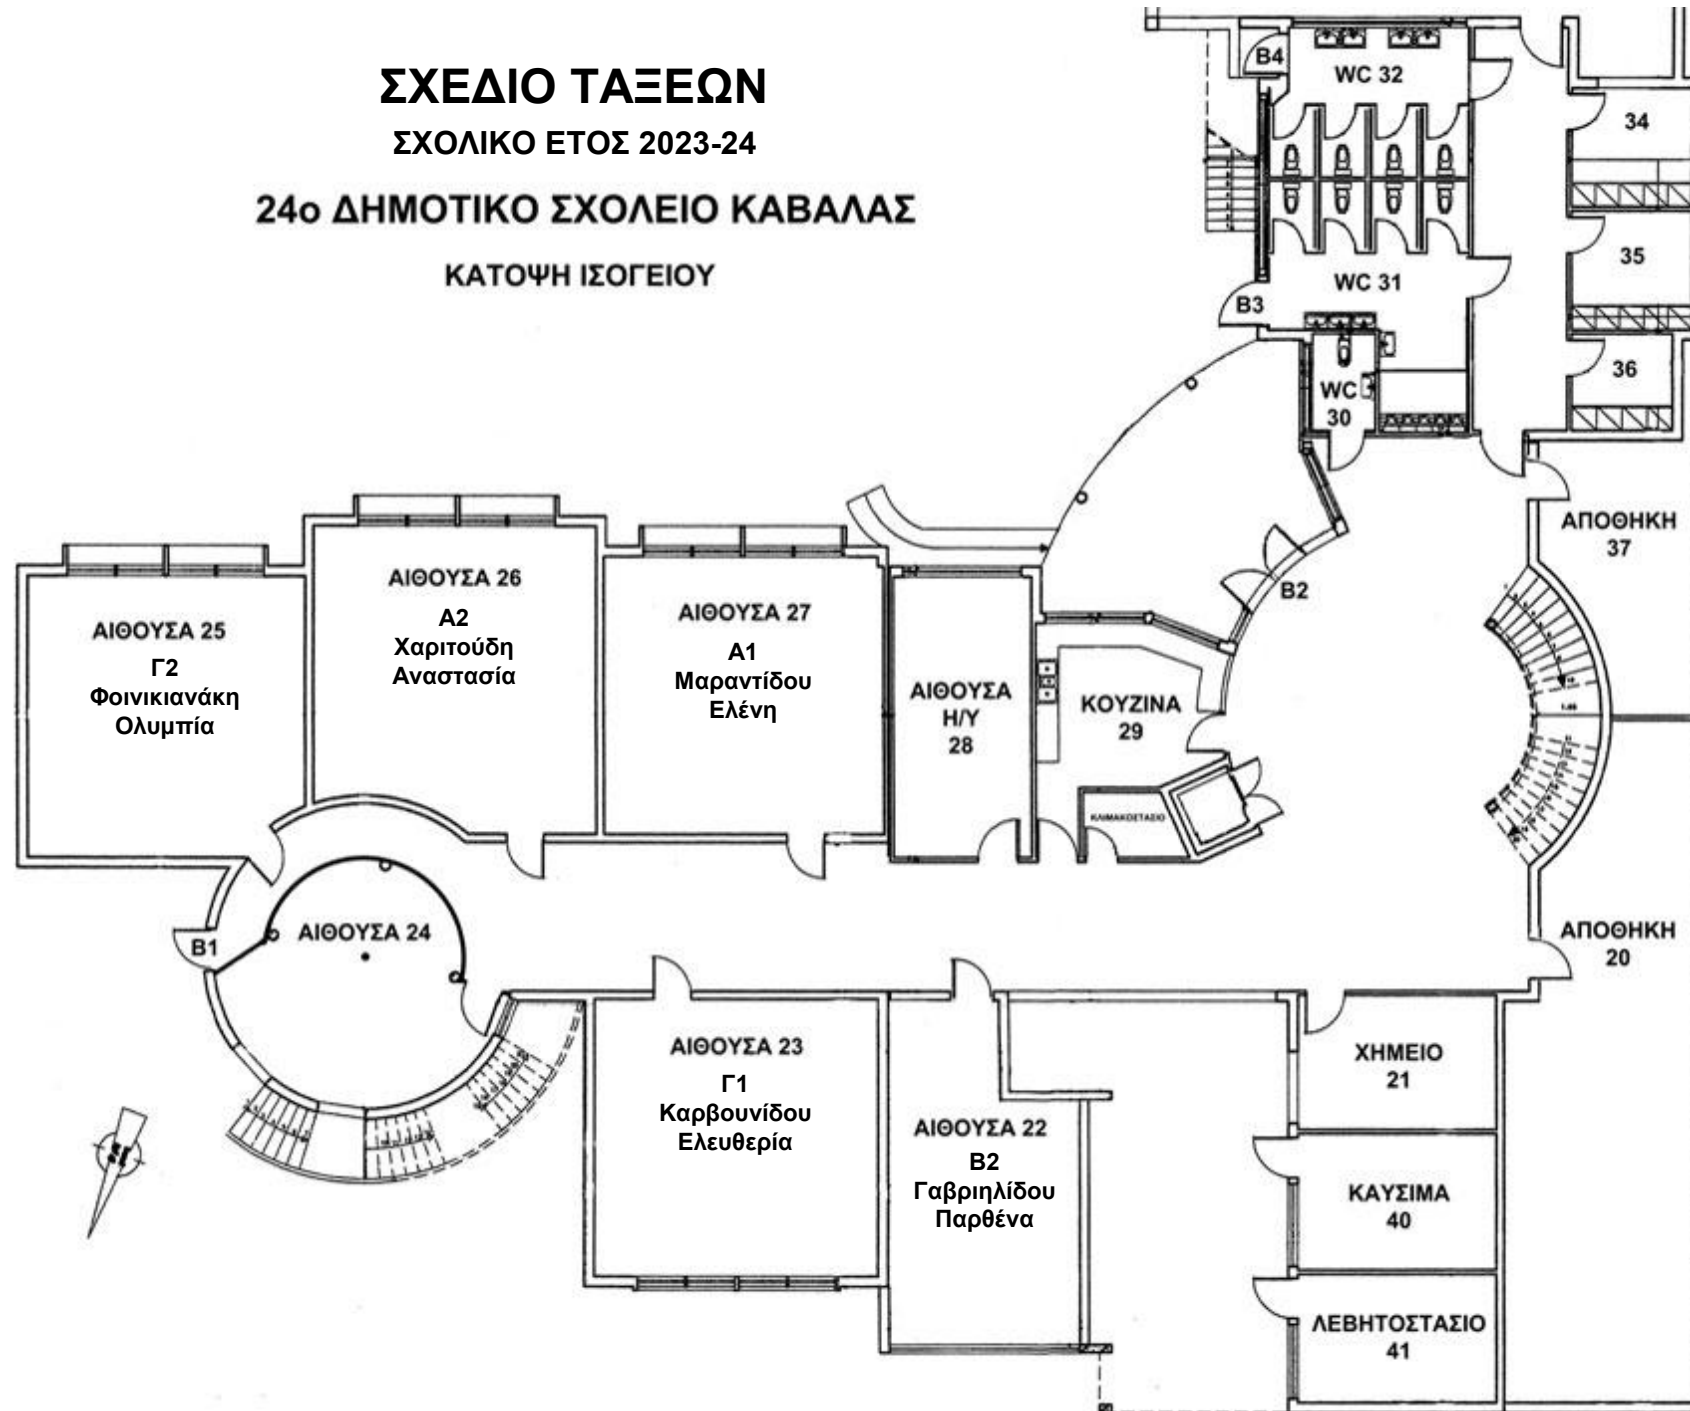 ΣΧΕΔΙΟ ΤΑΞΕΩΝ
ΣΧΟΛΙΚΟ ΕΤΟΣ 2023-24
24ο ΔΗΜΟΤΙΚΟ ΣΧΟΛΕΙΟ ΚΑΒΑΛΑΣ
ΚΑΤΟΨΗ ΙΣΟΓΕΙΟΥ
B4
WC 32
34
35
WC 31
B3
36
WC
30
ΑΠΟΘΗΚΗ
37
B2
ΑΙΘΟΥΣΑ 25
Γ2
Φοινικιανάκη
Ολυμπία
ΑΙΘΟΥΣΑ 26
Α2
Χαριτούδη
Αναστασία
ΑΙΘΟΥΣΑ 27
Α1
Μαραντίδου
Ελένη
ΑΙΘΟΥΣΑ
Η/Υ
28
ΚΟΥΖΙΝΑ
29
ΚΛΙΜΑΚΟΣΤΑΣΙΟ
B1
ΑΙΘΟΥΣΑ 24
ΑΠΟΘΗΚΗ
20
ΑΙΘΟΥΣΑ 23
Γ1
Καρβουνίδου
Ελευθερία
ΑΙΘΟΥΣΑ 22
Β2
Γαβριηλίδου
Παρθένα
ΧΗΜΕΙΟ
21
ΚΑΥΣΙΜΑ
40
ΛΕΒΗΤΟΣΤΑΣΙΟ
41